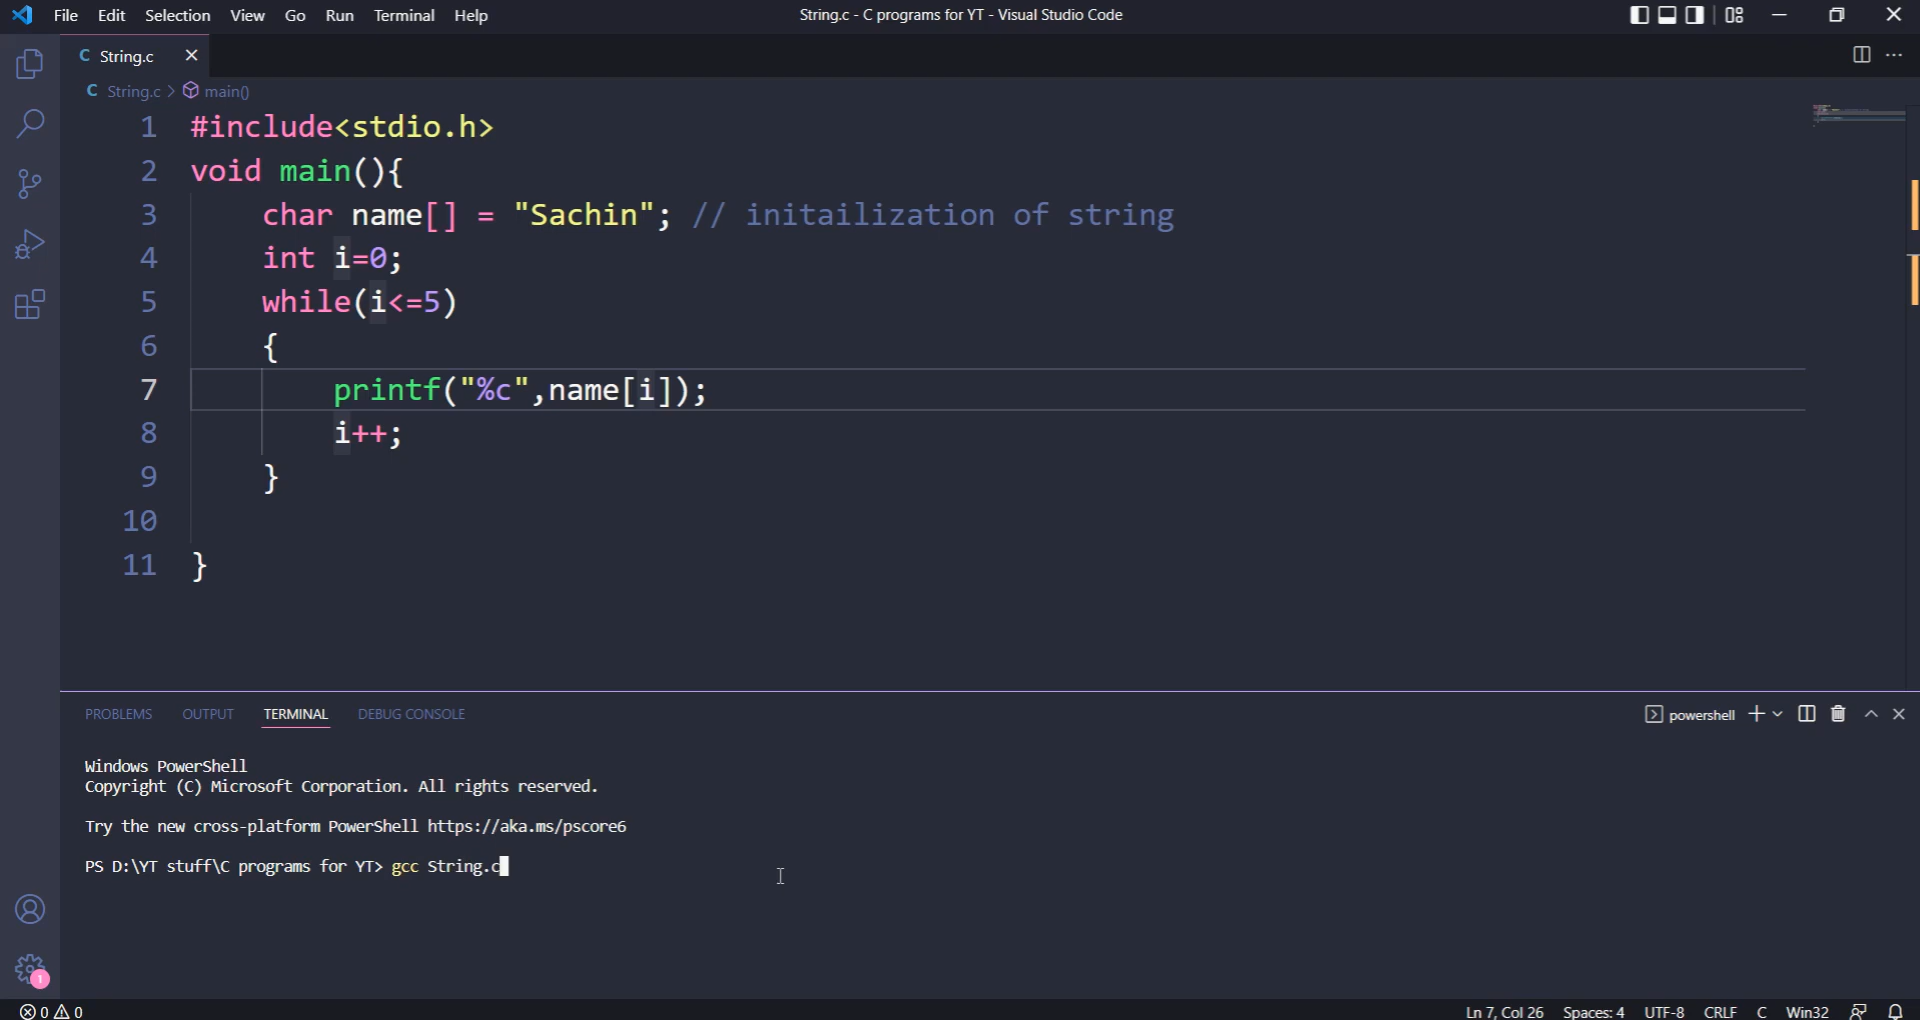 File Edit Selection View Go Run Terminal Help
String.c - C programs for YT - Visual Studio Code
C String.c
C String.c > main()
1 #include<stdio.h>
2 void main(){
3 char name[] = "Sachin"; // initailization of string
4 int i=0;
5 while(i<=5)
6 {
7 printf("%c",name[i]);
8 i++;
9 }
10
11 }
PROBLEMS OUTPUT TERMINAL DEBUG CONSOLE
powershell
Windows PowerShell
Copyright (C) Microsoft Corporation. All rights reserved.
Try the new cross-platform PowerShell https://aka.ms/pscore6
PS D:\YT stuff\C programs for YT> gcc String.c
1
0 0
Ln 7, Col 26 Spaces: 4 UTF-8 CRLF C Win32